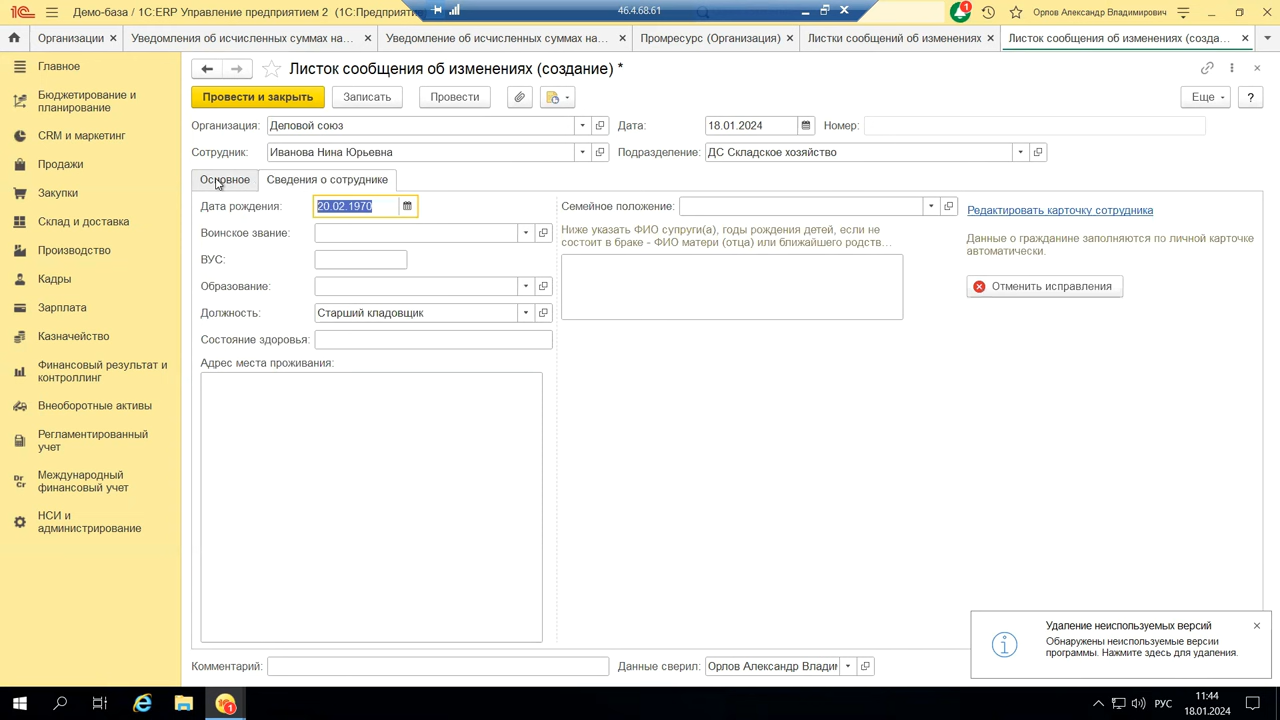 Демо-база / 1C:ERP Управление предприятием 2 (1С:Предприятие
46.4.68.61
Орлов Александр Владимирович
Организации
Уведомления об исчисленных суммах на...
Уведомление об исчисленных суммах на...
Промресурс (Организация)
Листки сообщений об изменениях
Листок сообщения об изменениях (созда...
Главное
Бюджетирование и
планирование
CRM и маркетинг
Продажи
Закупки
Склад и доставка
Производство
Кадры
Зарплата
Казначейство
Финансовый результат и
контроллинг
Внеоборотные активы
Регламентированный
учет
Международный
финансовый учет
НСИ и
администрирование
Листок сообщения об изменениях (создание) *
Провести и закрыть
Записать
Провести
Еще
?
Организация: Деловой союз
Дата: 18.01.2024
Номер:
Сотрудник: Иванова Нина Юрьевна
Подразделение: ДС Складское хозяйство
Основное
Сведения о сотруднике
Дата рождения: 20.02.1970
Воинское звание:
ВУС:
Образование:
Должность: Старший кладовщик
Состояние здоровья:
Адрес места проживания:
Семейное положение:
Ниже указать ФИО супруги(а), годы рождения детей, если не
состоит в браке - ФИО матери (отца) или ближайшего родств...
Редактировать карточку сотрудника
Данные о гражданине заполняются по личной карточке
автоматически.
Отменить исправления
Удаление неиспользуемых версий
Обнаружены неиспользуемые версии
программы. Нажмите здесь для удаления.
Комментарий:
Данные сверил: Орлов Александр Владим
РУС
11:44
18.01.2024